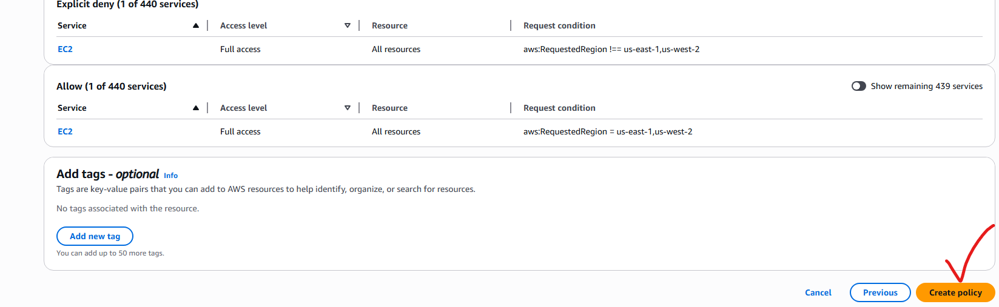 Explicit deny (1 of 440 services)
Service Access level Resource Request condition
EC2 Full access All resources aws:RequestedRegion !== us-east-1,us-west-2
Allow (1 of 440 services) Show remaining 439 services
Service Access level Resource Request condition
EC2 Full access All resources aws:RequestedRegion = us-east-1,us-west-2
Add tags - optional Info
Tags are key-value pairs that you can add to AWS resources to help identify, organize, or search for resources.
No tags associated with the resource.
Add new tag
You can add up to 50 more tags.
Cancel Previous Create policy